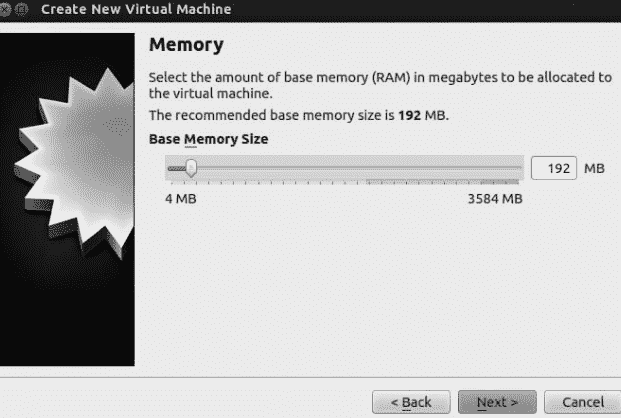 Create New Virtual Machine
Memory
Select the amount of base memory (RAM) in megabytes to be allocated to
the virtual machine.
The recommended base memory size is 192 MB.
Base Memory Size
192 MB
4 MB 3584 MB
< Back Next > Cancel